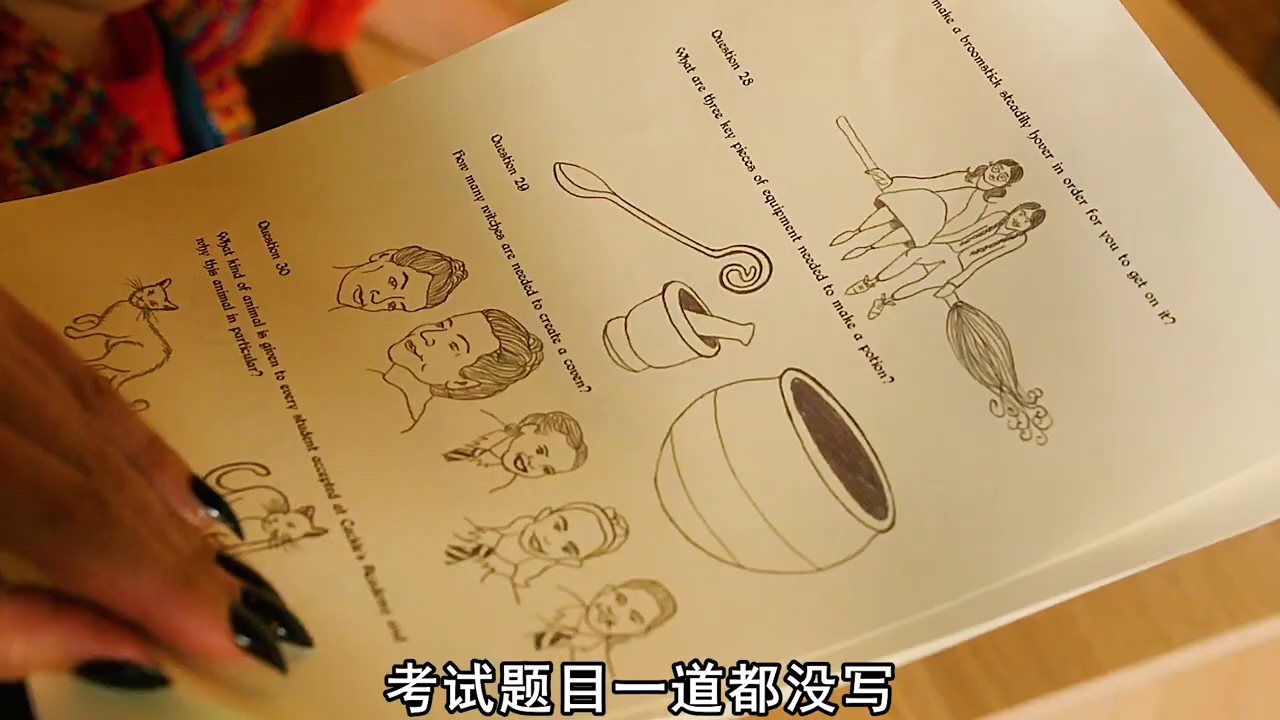 make a broomstick steadily hover in order for you to get on it?
Question 28
What are three key pieces of equipment needed to make a potion?
Question 29
How many witches are needed to create a coven?
Question 30
What kind of animal is given to every student accepted at Cackle's Academy and
why this animal in particular?
考试题目一道都没写